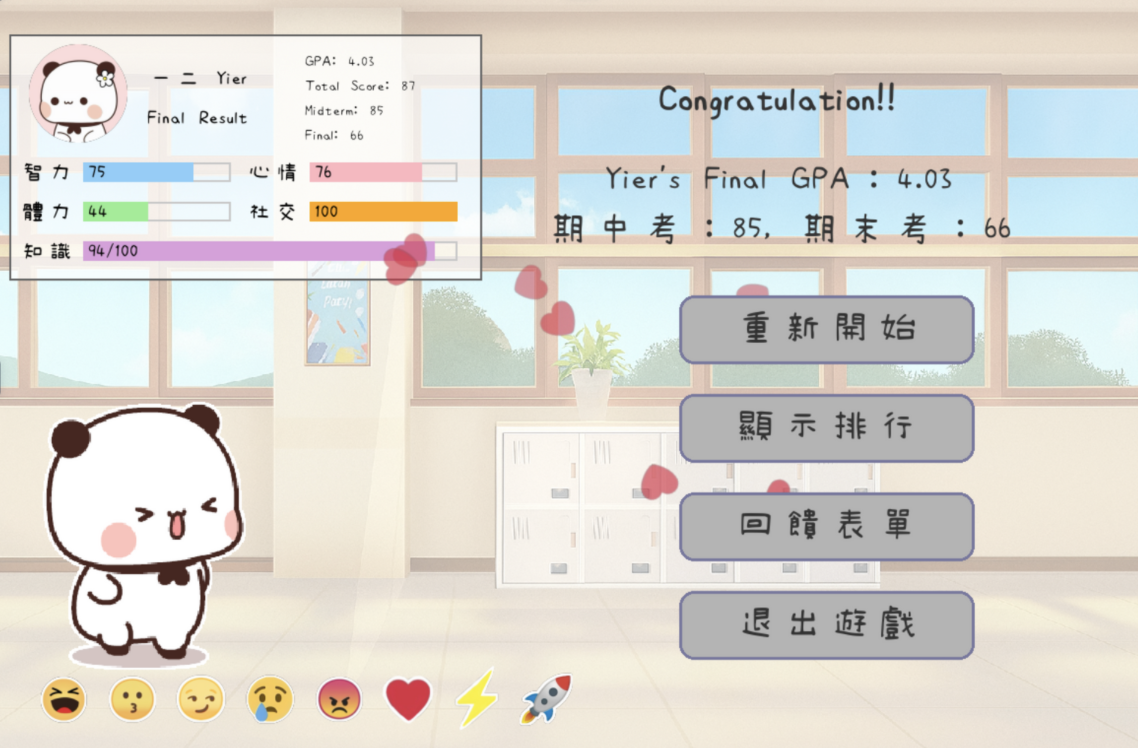 一二 Yier
Final Result
GPA: 4.03
Total Score: 87
Midterm: 85
Final: 66
智力 75
心情 76
體力 44
社交 100
知識 94/100
Congratulation!!
Yier's Final GPA : 4.03
期中考 : 85, 期末考 : 66
重新開始
顯示排行
回饋表單
退出遊戲